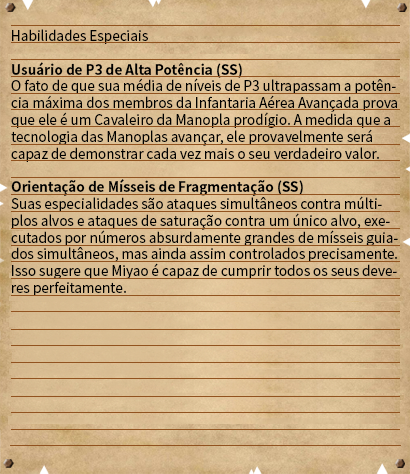 Habilidades Especiais
Usuário de P3 de Alta Potência (SS)
O fato de que sua média de níveis de P3 ultrapassam a potên-
cia máxima dos membros da Infantaria Aérea Avançada prova
que ele é um Cavaleiro da Manopla prodígio. A medida que a
tecnologia das Manoplas avançar, ele provavelmente será
capaz de demonstrar cada vez mais o seu verdadeiro valor.
Orientação de Mísseis de Fragmentação (SS)
Suas especialidades são ataques simultâneos contra múlti-
plos alvos e ataques de saturação contra um único alvo, exe-
cutados por números absurdamente grandes de mísseis guia-
dos simultâneos, mas ainda assim controlados precisamente.
Isso sugere que Miyao é capaz de cumprir todos os seus deve-
res perfeitamente.